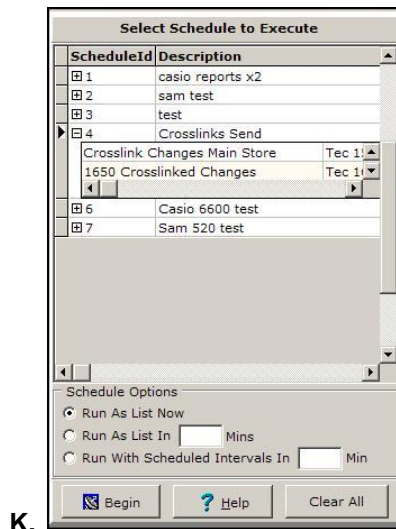 Select Schedule to Execute
ScheduleId Description
1 casio reports x2
2 sam test
3 test
4 Crosslinks Send
Crosslink Changes Main Store Tec
1650 Crosslinked Changes Tec
6 Casio 6600 test
7 Sam 520 test
Schedule Options
Run As List Now
Run As List In Mins
Run With Scheduled Intervals In Min
Begin ? Help Clear All
K.